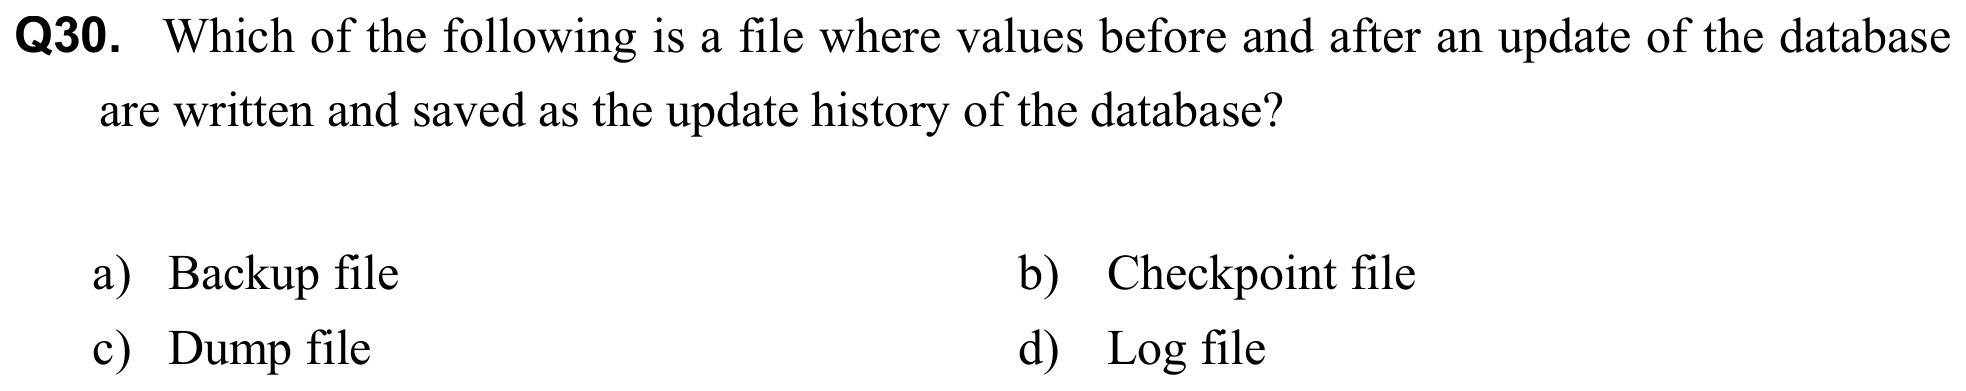 Q30. Which of the following is a file where values before and after an update of the database
are written and saved as the update history of the database?
a) Backup file b) Checkpoint file
c) Dump file d) Log file